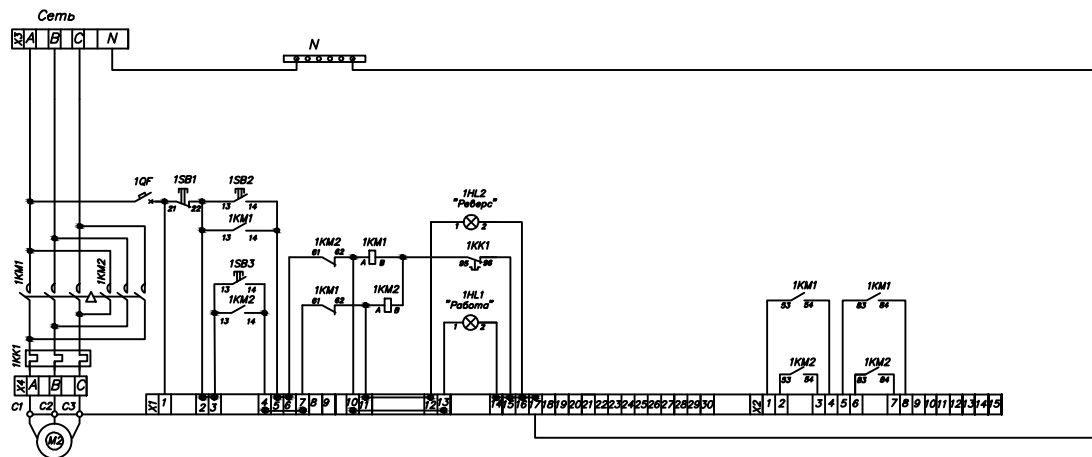 Сеть
X3 A B C N
N
1QF 1SB1 1SB2
21 22 13 14
1KM1
13 14
1SB3
13 14
1KM2
13 14
1KM2 1KM1
61 62 A B
1KM1 1KM2
61 62 A B
1HL2
"Реверс"
1 2
1KK1
95 96
1HL1
"Работа"
1 2
1KM1 1KM1
53 54 83 84
1KM2 1KM2
53 54 83 84
1KM1 1KM2
1KK1
X4 A B C
C1 C2 C3
M2
X1 1 2 3 4 5 6 7 8 9 10 11 12 13 14 15 16 17 18 19 20 21 22 23 24 25 26 27 28 29 30
X2 1 2 3 4 5 6 7 8 9 10 11 12 13 14 15